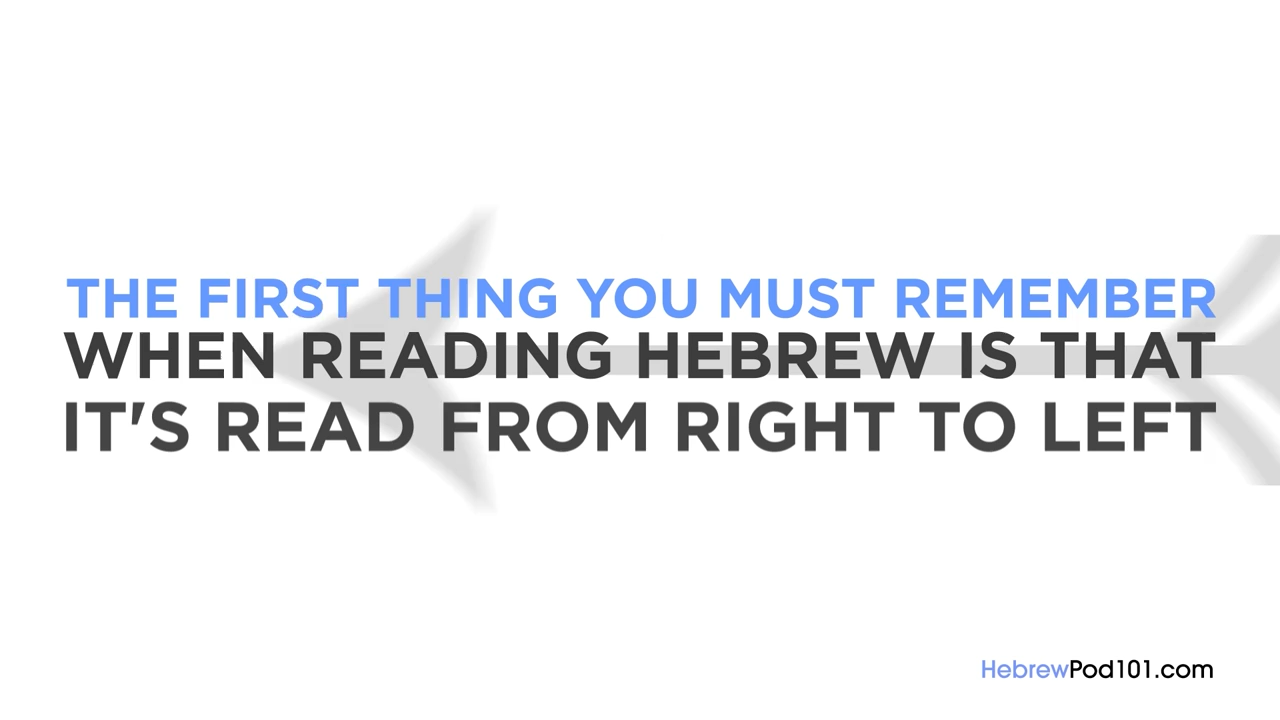 THE FIRST THING YOU MUST REMEMBER
WHEN READING HEBREW IS THAT
IT'S READ FROM RIGHT TO LEFT
HebrewPod101.com